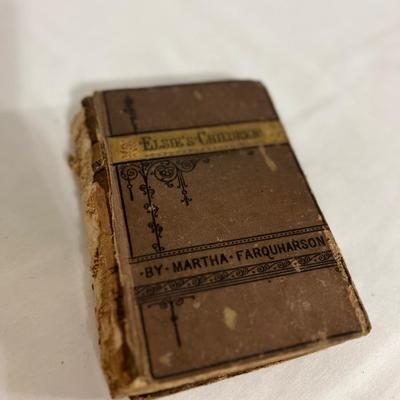 ELSIE'S CHILDREN
BY · MARTHA · FARQUHARSON